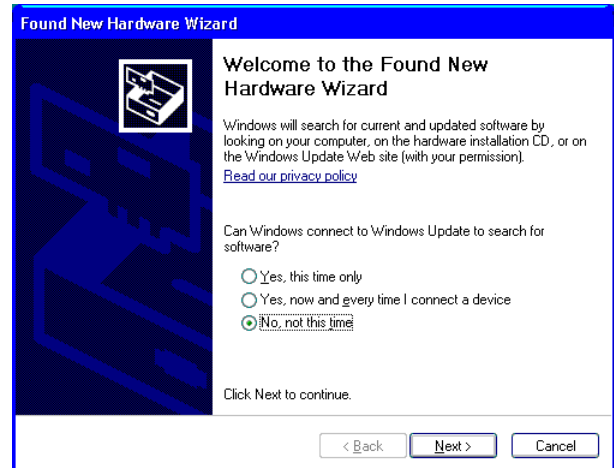 Found New Hardware Wizard
Welcome to the Found New
Hardware Wizard
Windows will search for current and updated software by
looking on your computer, on the hardware installation CD, or on
the Windows Update Web site (with your permission).
Read our privacy policy
Can Windows connect to Windows Update to search for
software?
Yes, this time only
Yes, now and every time I connect a device
No, not this time
Click Next to continue.
< Back Next > Cancel